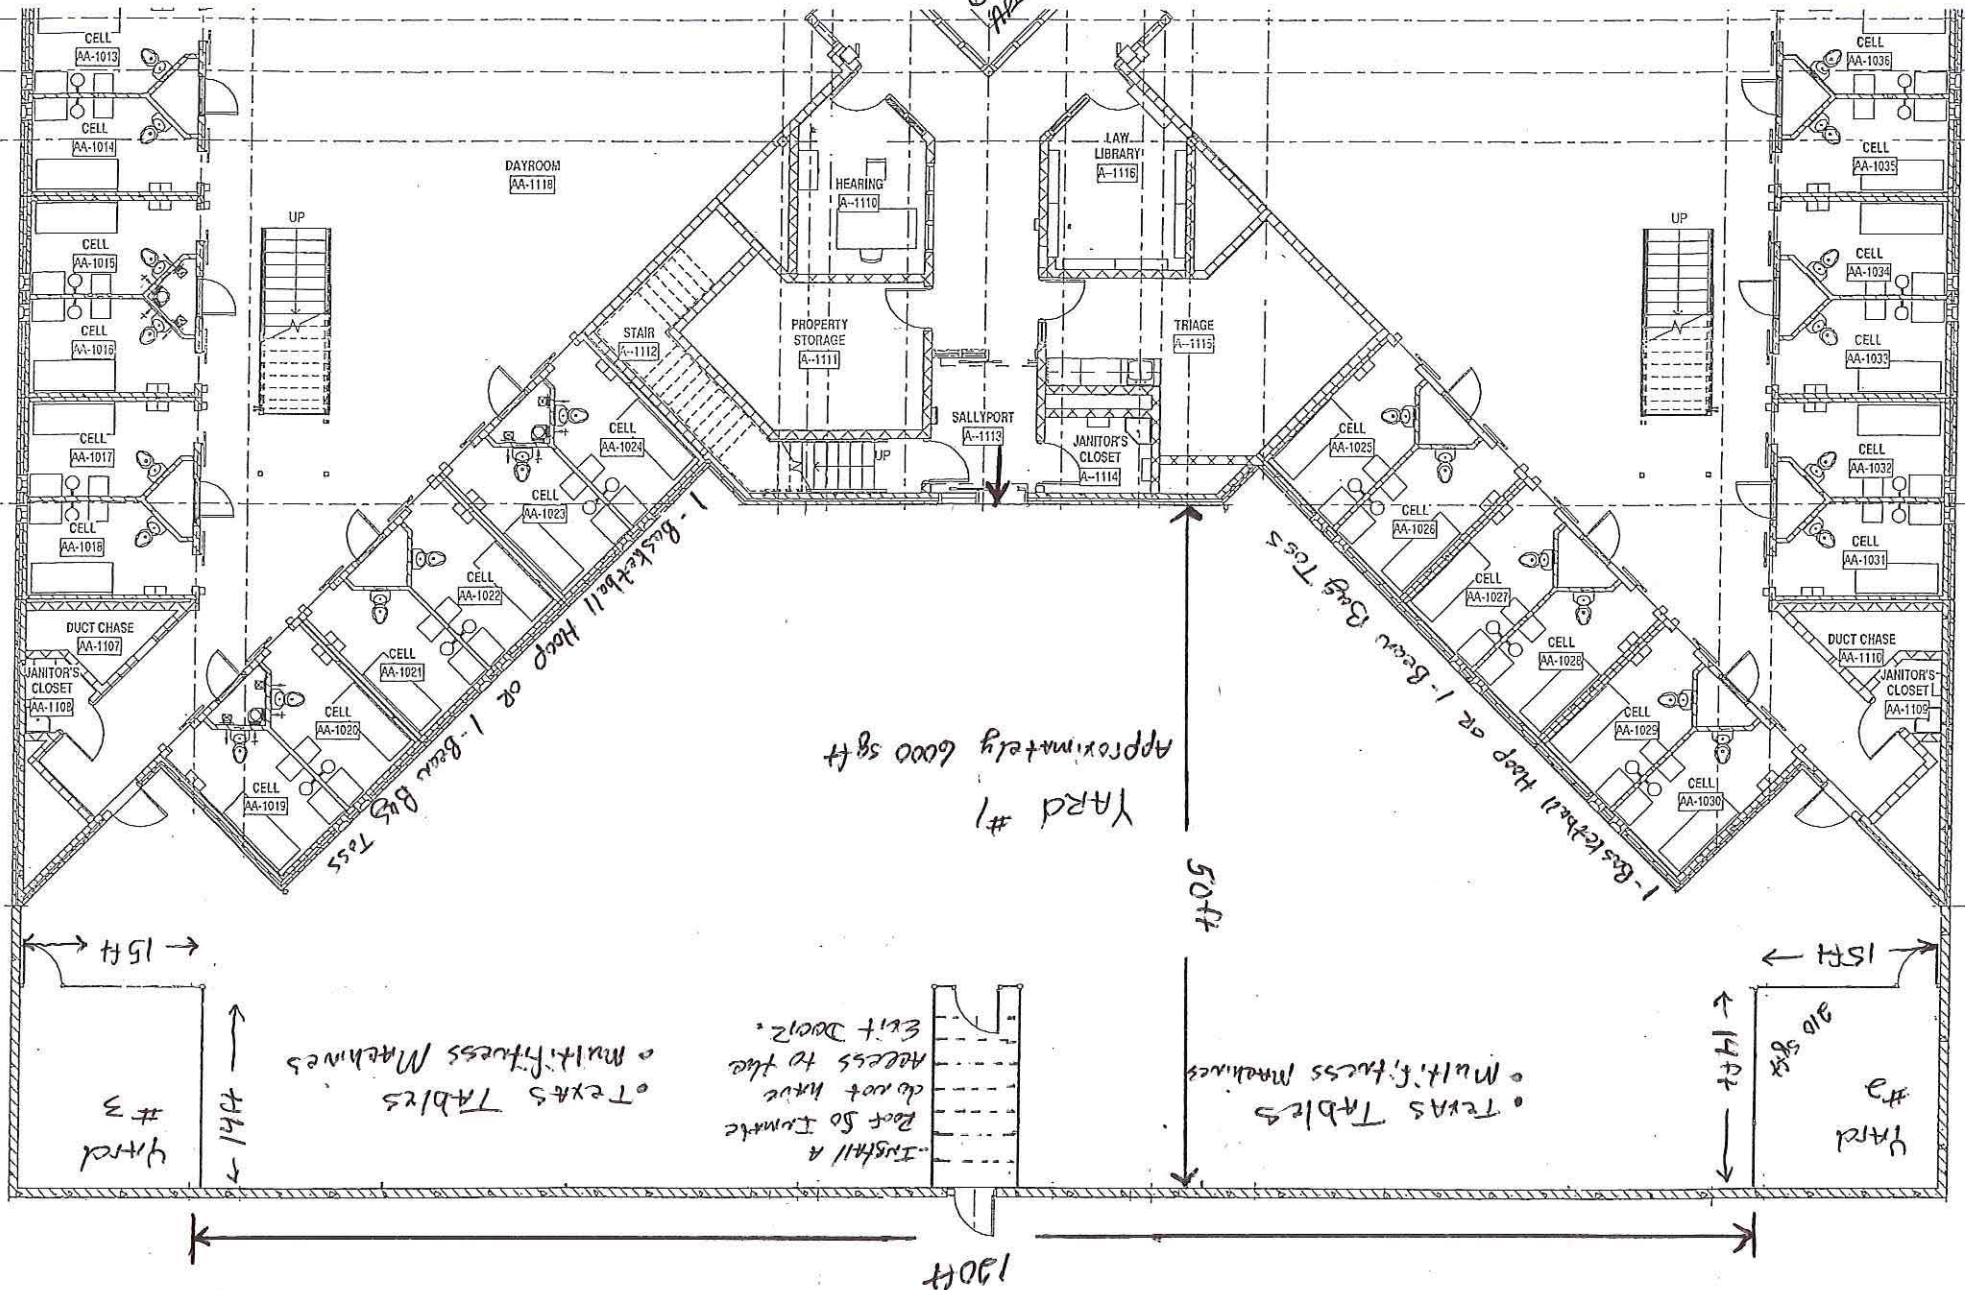 CELL
AA-1013
CELL
AA-1014
CELL
AA-1015
CELL
AA-1016
CELL
AA-1017
CELL
AA-1018
DUCT CHASE
AA-1107
JANITOR'S
CLOSET
AA-1108
UP
DAYROOM
AA-1118
STAIR
A--1112
CELL
AA-1024
CELL
AA-1023
CELL
AA-1022
CELL
AA-1021
CELL
AA-1020
CELL
AA-1019
HEARING
A--1110
PROPERTY
STORAGE
A--1111
UP
SALLYPORT
A--1113
LAW
LIBRARY
A--1116
TRIAGE
A--1115
JANITOR'S
CLOSET
A--1114
CELL
AA-1025
CELL
AA-1026
CELL
AA-1027
CELL
AA-1028
CELL
AA-1029
CELL
AA-1030
UP
CELL
AA-1036
CELL
AA-1035
CELL
AA-1034
CELL
AA-1033
CELL
AA-1032
CELL
AA-1031
DUCT CHASE
AA-1110
JANITOR'S
CLOSET
AA-1109
1-Basketball Hoop OR 1-Bean Bag Toss
1-Basketball Hoop OR 1-Bean Bag Toss
YARD #1
Approximately 6000 sqft
50ft
120ft
15ft
14ft
YARD
#3
15ft
14ft
YARD
#2
210 sqft
• TEXAS TABLES
• Multifitness Machines
• TEXAS TABLES
• Multifitness Machines
-INSTALL A
Roof So Inmate
do not have
access to the
Exit Door.